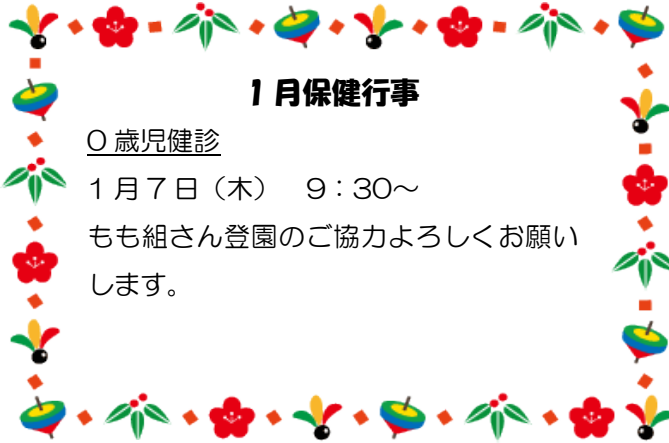 １月保健行事
０歳児健診
１月７日（木）　９：３０～
もも組さん登園のご協力よろしくお願い
します。